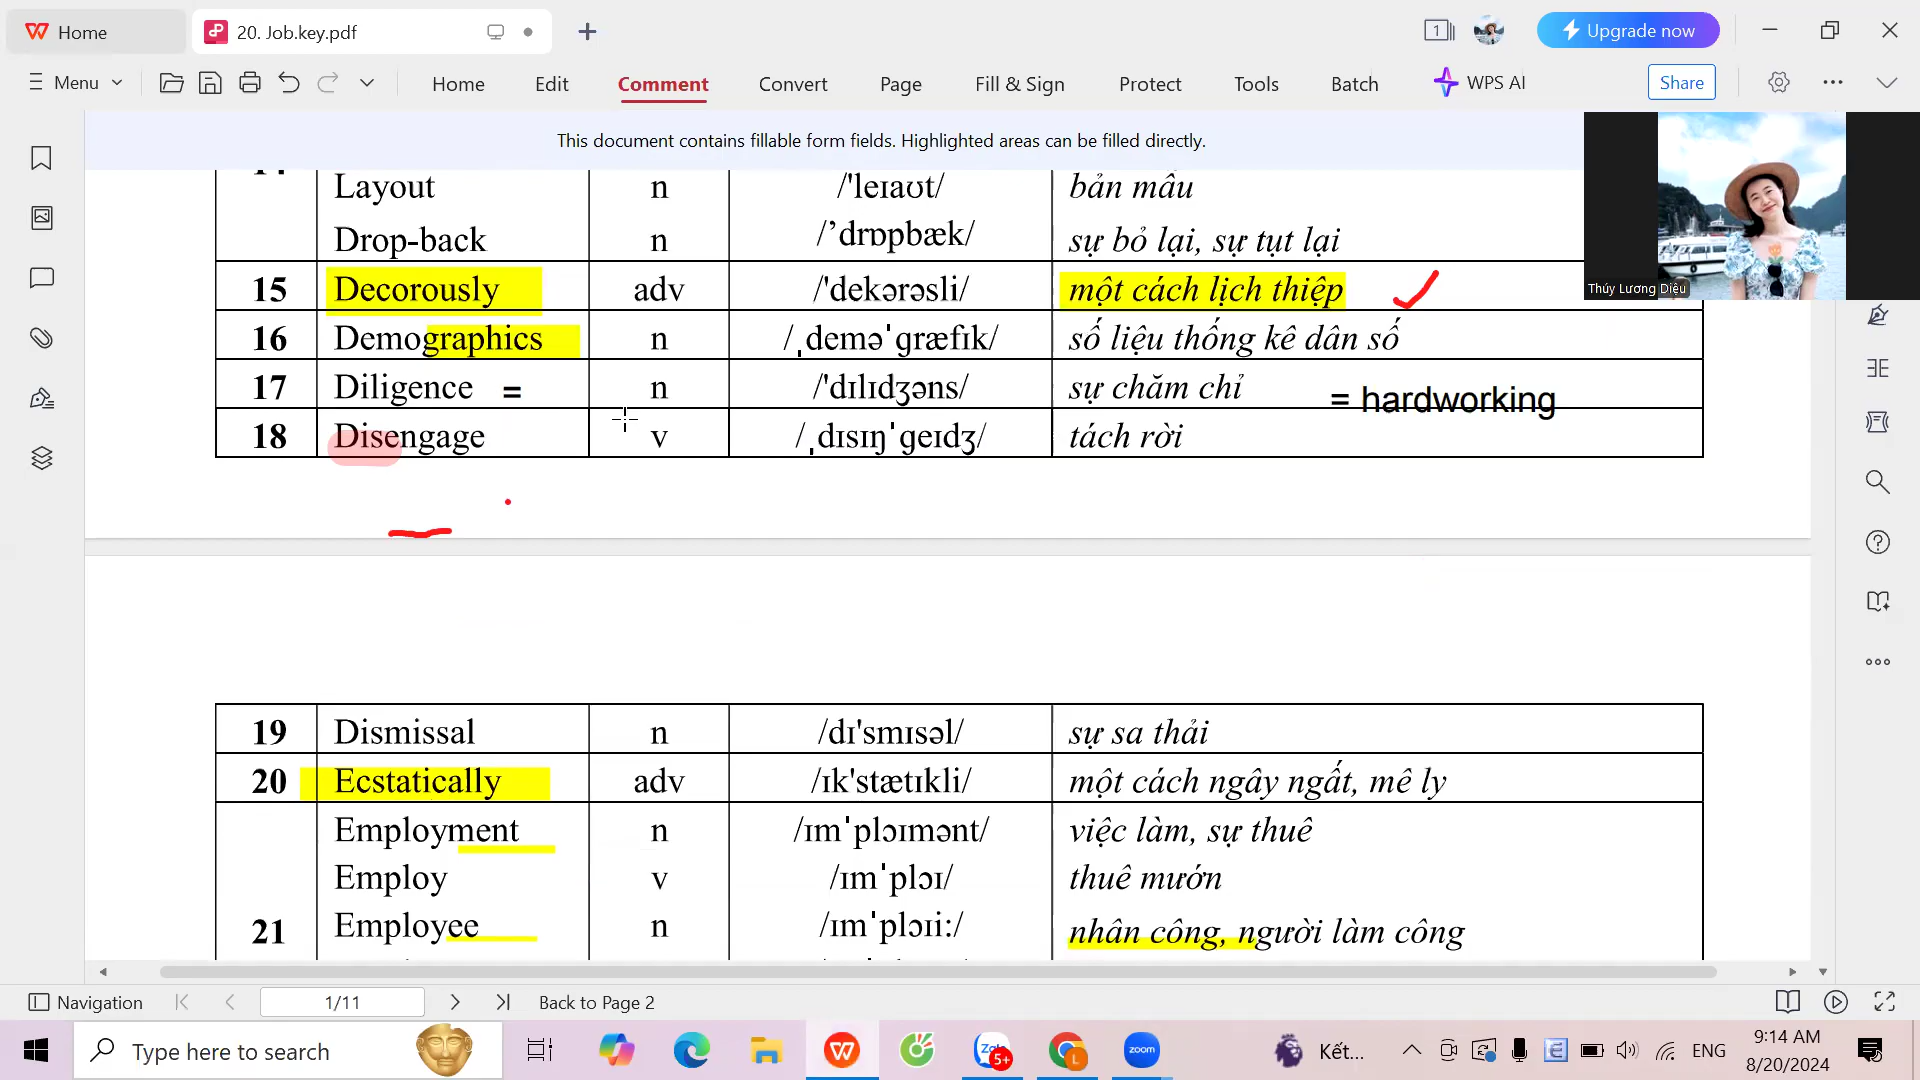 Home
20. Job.key.pdf
1
Upgrade now
Menu
Home Edit Comment Convert Page Fill & Sign Protect Tools Batch WPS AI Share
This document contains fillable form fields. Highlighted areas can be filled directly.
Thúy Lương Diệu
Layout n /'leɪaʊt/ bản mẫu
Drop-back n /’drɒpbæk/ sự bỏ lại, sự tụt lại
15 Decorously adv /'dekərəsli/ một cách lịch thiệp
16 Demographics n /ˌdeməˈɡræfɪk/ số liệu thống kê dân số
17 Diligence = n /'dɪlɪdʒəns/ sự chăm chỉ = hardworking
18 Disengage v /ˌdɪsɪŋˈɡeɪdʒ/ tách rời
19 Dismissal n /dɪ'smɪsəl/ sự sa thải
20 Ecstatically adv /ɪk'stætɪkli/ một cách ngây ngất, mê ly
Employment n /ɪmˈplɔɪmənt/ việc làm, sự thuê
Employ v /ɪmˈplɔɪ/ thuê mướn
21 Employee n /ɪmˈplɔɪi:/ nhân công, người làm công
Navigation 1/11 Back to Page 2
Type here to search
Zalo
5+
L
zoom
Kết...
ENG
9:14 AM
8/20/2024